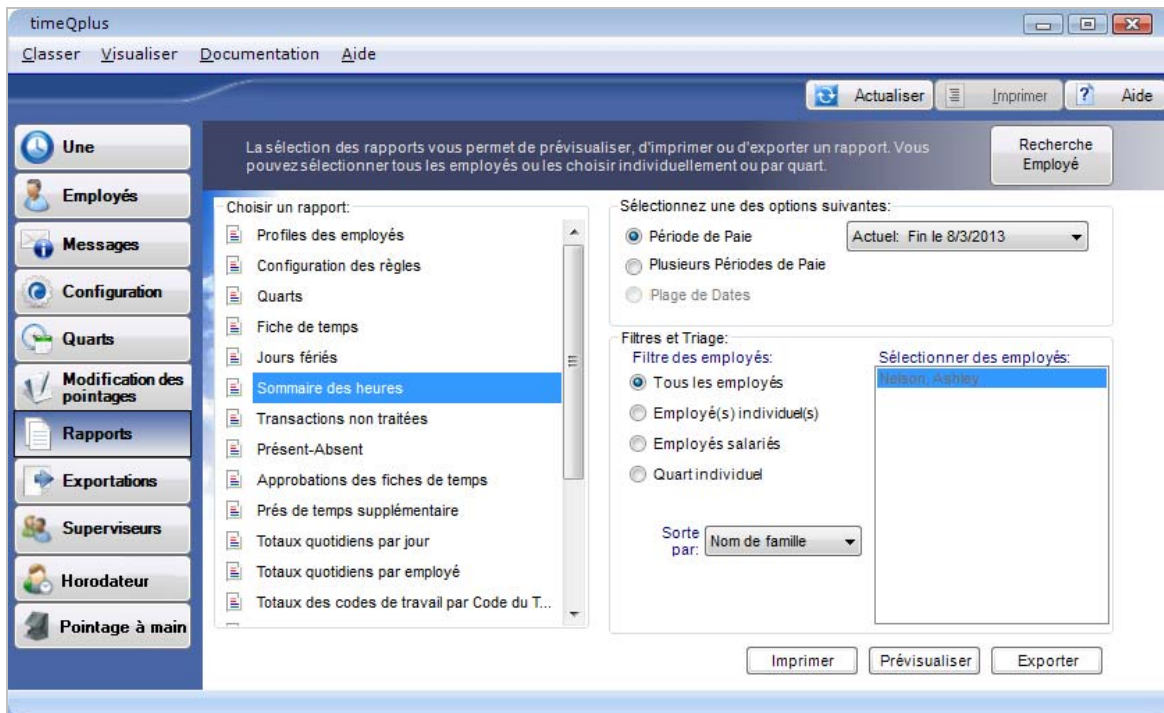 timeQplus
Classer Visualiser Documentation Aide
Actualiser Imprimer Aide
Une
Employés
Messages
Configuration
Quarts
Modification des
pointages
Rapports
Exportations
Superviseurs
Horodateur
Pointage à main
La sélection des rapports vous permet de prévisualiser, d'imprimer ou d'exporter un rapport. Vous
pouvez sélectionner tous les employés ou les choisir individuellement ou par quart.
Recherche
Employé
Choisir un rapport:
Profiles des employés
Configuration des règles
Quarts
Fiche de temps
Jours fériés
Sommaire des heures
Transactions non traitées
Présent-Absent
Approbations des fiches de temps
Prés de temps supplémentaire
Totaux quotidiens par jour
Totaux quotidiens par employé
Totaux des codes de travail par Code du T...
Sélectionnez une des options suivantes:
Période de Paie
Actuel: Fin le 8/3/2013
Plusieurs Périodes de Paie
Plage de Dates
Filtres et Triage:
Filtre des employés:
Tous les employés
Employé(s) individuel(s)
Employés salariés
Quart individuel
Sorte
par:
Nom de famille
Sélectionner des employés:
Nelson, Ashley
Imprimer Prévisualiser Exporter